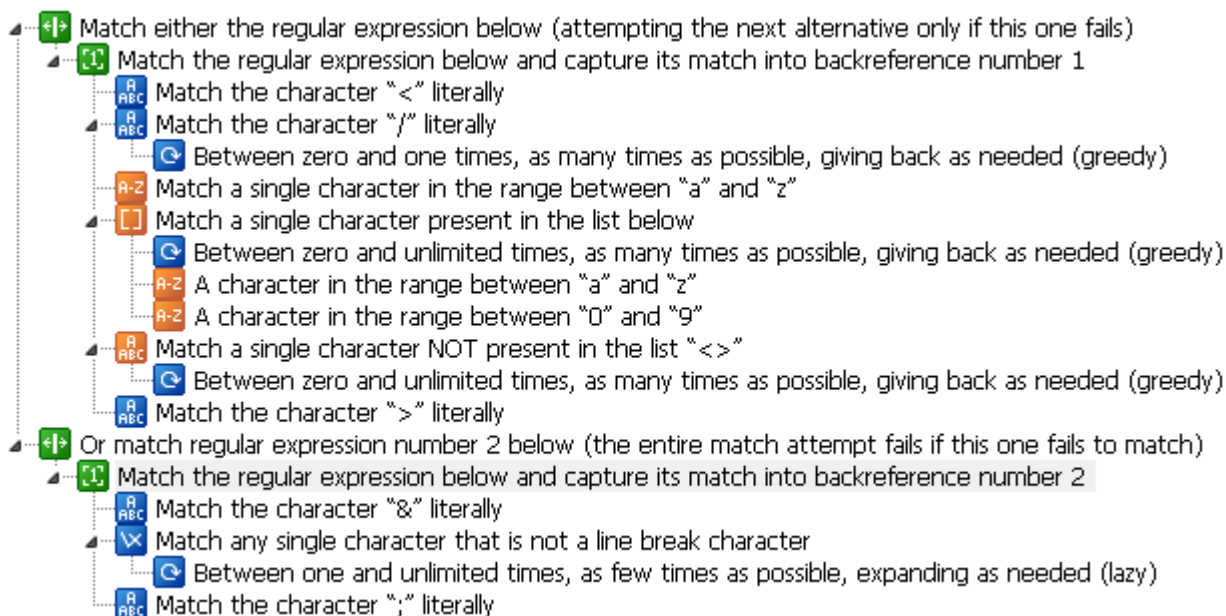 Match either the regular expression below (attempting the next alternative only if this one fails)
[1] Match the regular expression below and capture its match into backreference number 1
A ABC Match the character “<” literally
A ABC Match the character “/” literally
Between zero and one times, as many times as possible, giving back as needed (greedy)
A-Z Match a single character in the range between “a” and “z”
[ ] Match a single character present in the list below
Between zero and unlimited times, as many times as possible, giving back as needed (greedy)
A-Z A character in the range between “a” and “z”
A-Z A character in the range between “0” and “9”
A ABC Match a single character NOT present in the list “<>”
Between zero and unlimited times, as many times as possible, giving back as needed (greedy)
A ABC Match the character “>” literally
Or match regular expression number 2 below (the entire match attempt fails if this one fails to match)
[1] Match the regular expression below and capture its match into backreference number 2
A ABC Match the character “&” literally
\x Match any single character that is not a line break character
Between one and unlimited times, as few times as possible, expanding as needed (lazy)
A ABC Match the character “;” literally